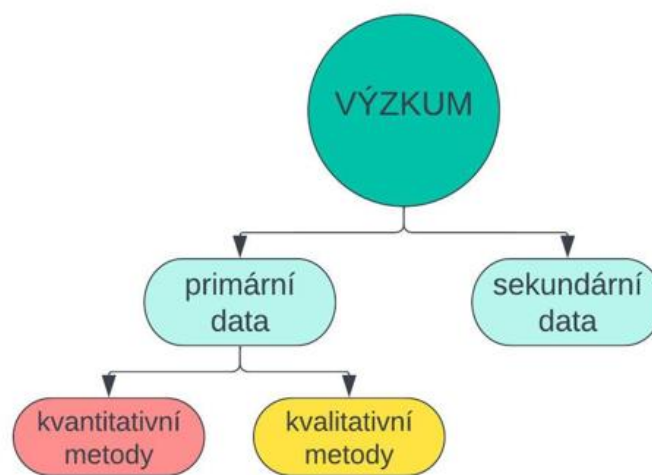 VÝZKUM
primární
data
sekundární
data
kvantitativní
metody
kvalitativní
metody